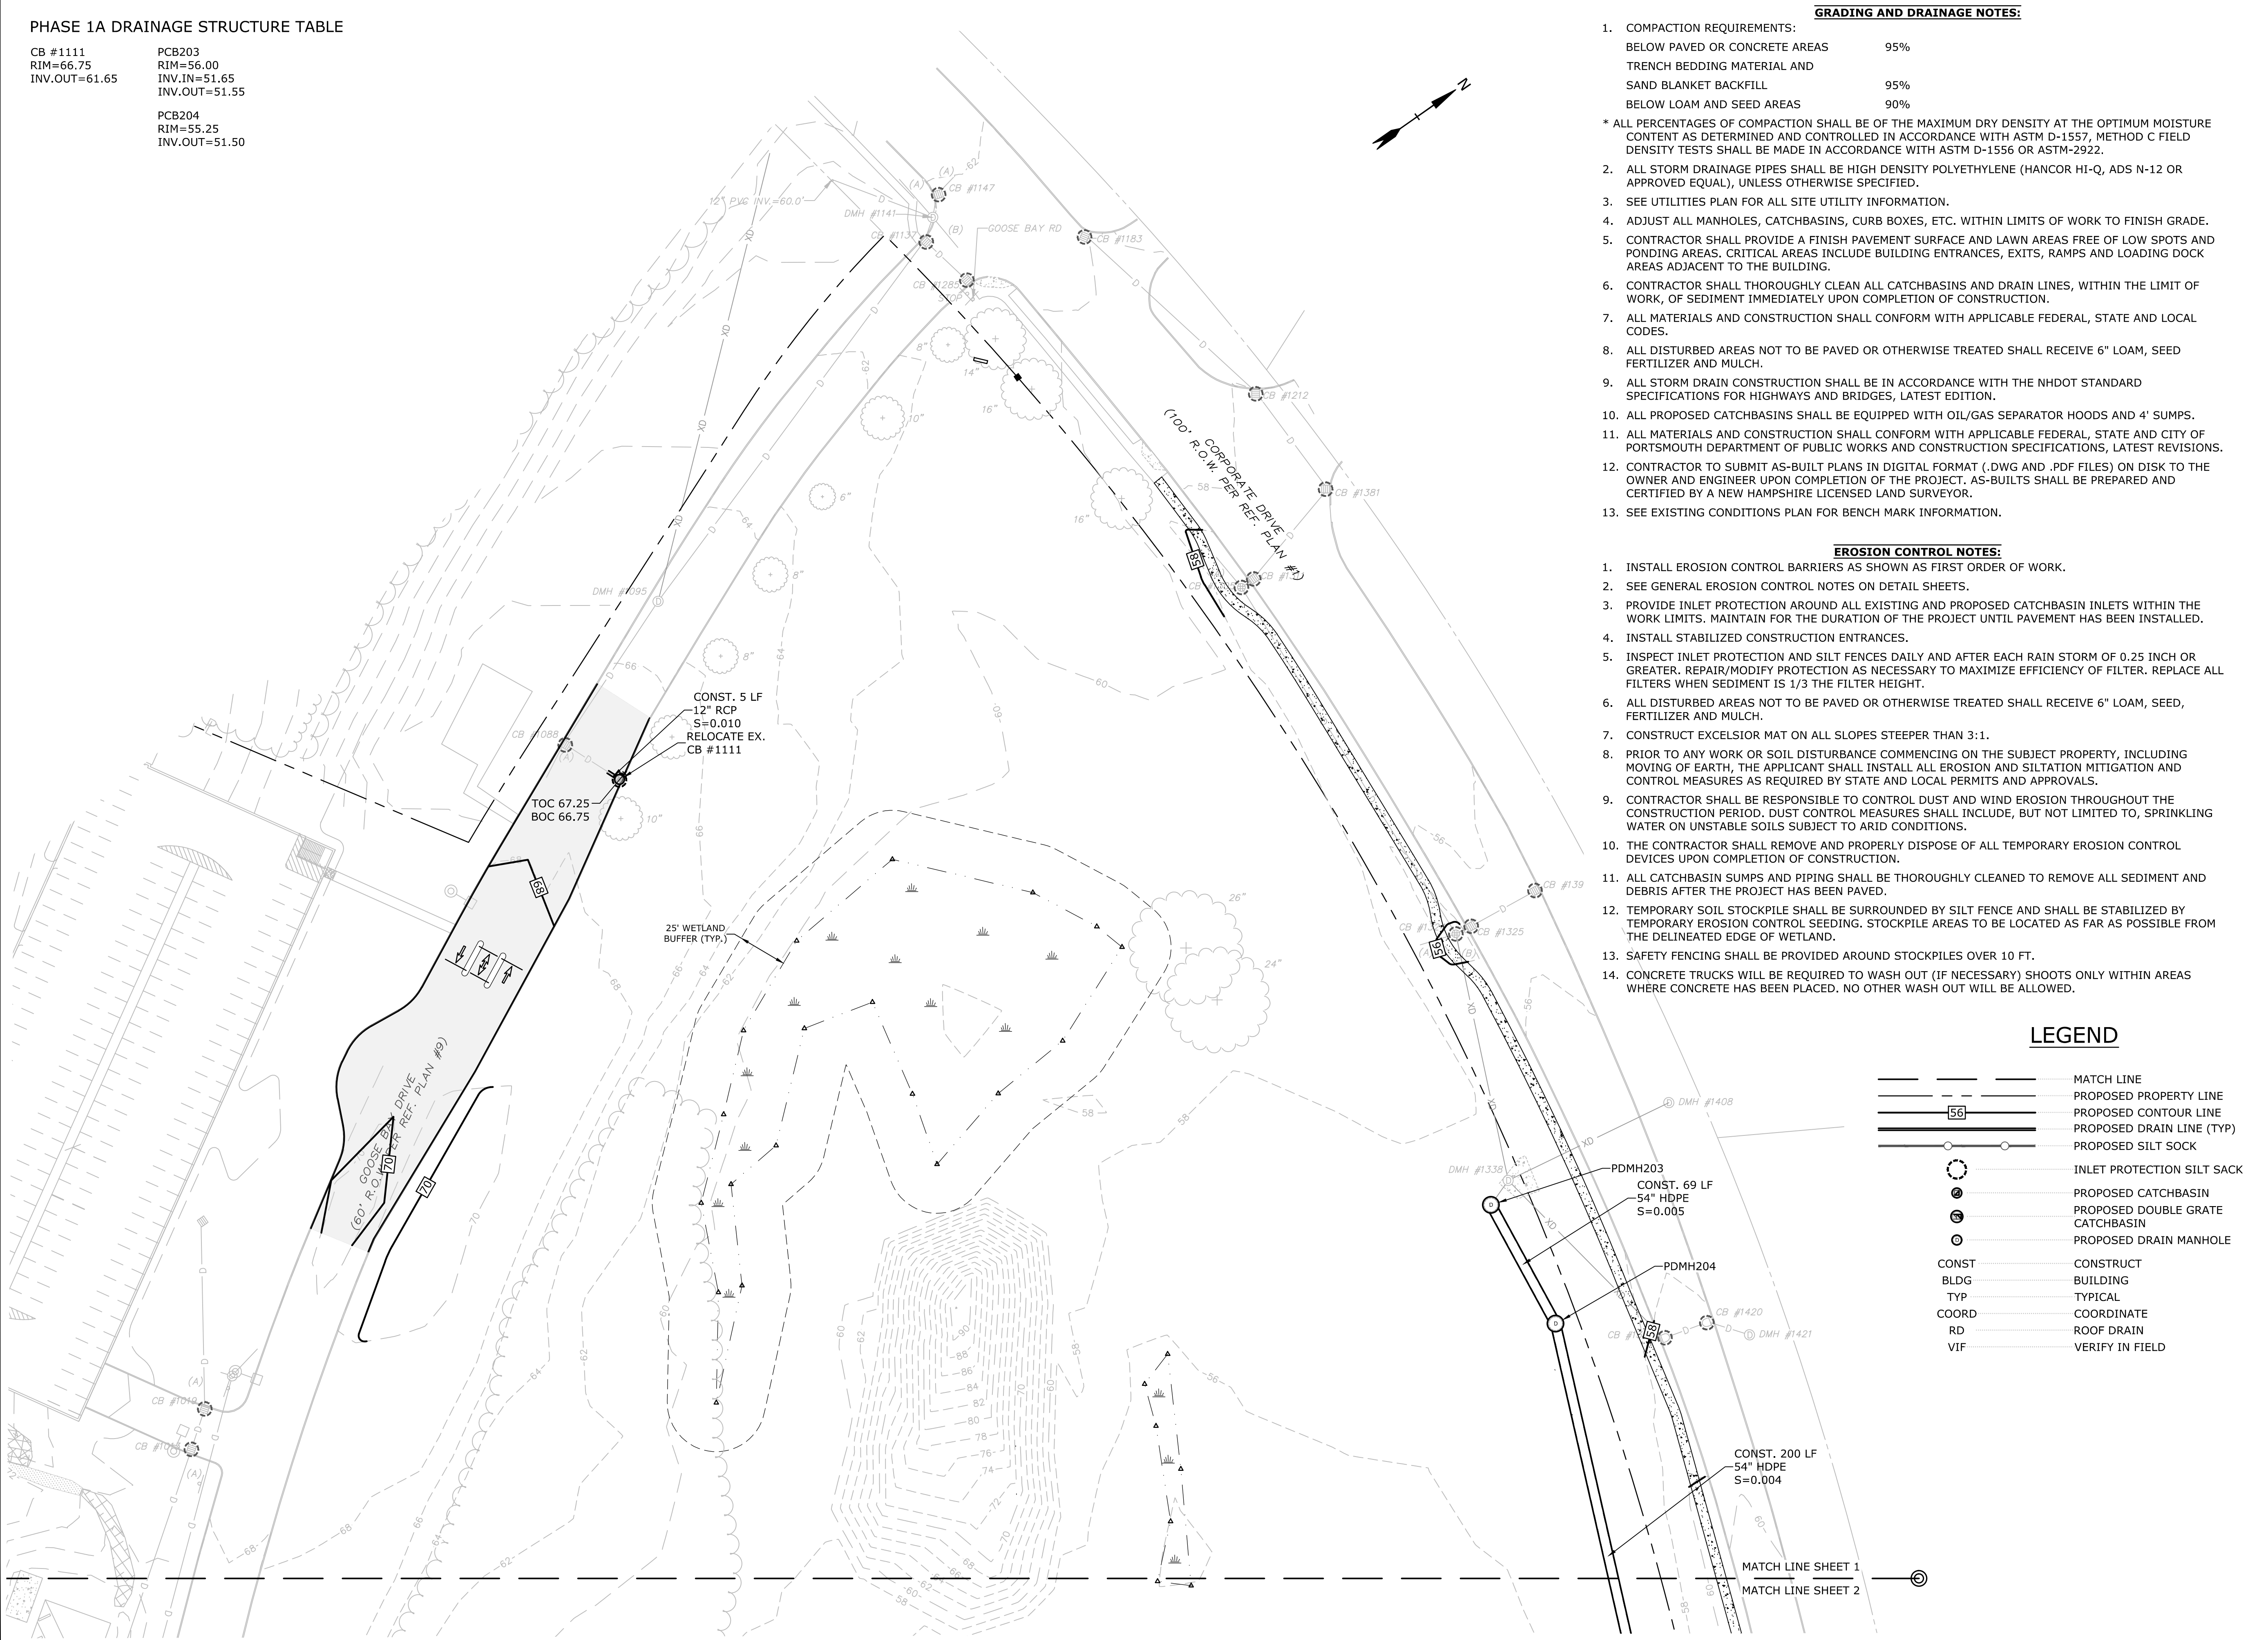 PHASE 1A DRAINAGE STRUCTURE TABLE
CB #1111
RIM=66.75
INV.OUT=61.65
PCB203
RIM=56.00
INV.IN=51.65
INV.OUT=51.55
PCB204
RIM=55.25
INV.OUT=51.50
GRADING AND DRAINAGE NOTES:
1. COMPACTION REQUIREMENTS:
BELOW PAVED OR CONCRETE AREAS 95%
TRENCH BEDDING MATERIAL AND
SAND BLANKET BACKFILL 95%
BELOW LOAM AND SEED AREAS 90%
* ALL PERCENTAGES OF COMPACTION SHALL BE OF THE MAXIMUM DRY DENSITY AT THE OPTIMUM MOISTURE
CONTENT AS DETERMINED AND CONTROLLED IN ACCORDANCE WITH ASTM D-1557, METHOD C FIELD
DENSITY TESTS SHALL BE MADE IN ACCORDANCE WITH ASTM D-1556 OR ASTM-2922.
2. ALL STORM DRAINAGE PIPES SHALL BE HIGH DENSITY POLYETHYLENE (HANCOR HI-Q, ADS N-12 OR
APPROVED EQUAL), UNLESS OTHERWISE SPECIFIED.
3. SEE UTILITIES PLAN FOR ALL SITE UTILITY INFORMATION.
4. ADJUST ALL MANHOLES, CATCHBASINS, CURB BOXES, ETC. WITHIN LIMITS OF WORK TO FINISH GRADE.
5. CONTRACTOR SHALL PROVIDE A FINISH PAVEMENT SURFACE AND LAWN AREAS FREE OF LOW SPOTS AND
PONDING AREAS. CRITICAL AREAS INCLUDE BUILDING ENTRANCES, EXITS, RAMPS AND LOADING DOCK
AREAS ADJACENT TO THE BUILDING.
6. CONTRACTOR SHALL THOROUGHLY CLEAN ALL CATCHBASINS AND DRAIN LINES, WITHIN THE LIMIT OF
WORK, OF SEDIMENT IMMEDIATELY UPON COMPLETION OF CONSTRUCTION.
7. ALL MATERIALS AND CONSTRUCTION SHALL CONFORM WITH APPLICABLE FEDERAL, STATE AND LOCAL
CODES.
8. ALL DISTURBED AREAS NOT TO BE PAVED OR OTHERWISE TREATED SHALL RECEIVE 6" LOAM, SEED
FERTILIZER AND MULCH.
9. ALL STORM DRAIN CONSTRUCTION SHALL BE IN ACCORDANCE WITH THE NHDOT STANDARD
SPECIFICATIONS FOR HIGHWAYS AND BRIDGES, LATEST EDITION.
10. ALL PROPOSED CATCHBASINS SHALL BE EQUIPPED WITH OIL/GAS SEPARATOR HOODS AND 4' SUMPS.
11. ALL MATERIALS AND CONSTRUCTION SHALL CONFORM WITH APPLICABLE FEDERAL, STATE AND CITY OF
PORTSMOUTH DEPARTMENT OF PUBLIC WORKS AND CONSTRUCTION SPECIFICATIONS, LATEST REVISIONS.
12. CONTRACTOR TO SUBMIT AS-BUILT PLANS IN DIGITAL FORMAT (.DWG AND .PDF FILES) ON DISK TO THE
OWNER AND ENGINEER UPON COMPLETION OF THE PROJECT. AS-BUILTS SHALL BE PREPARED AND
CERTIFIED BY A NEW HAMPSHIRE LICENSED LAND SURVEYOR.
13. SEE EXISTING CONDITIONS PLAN FOR BENCH MARK INFORMATION.
EROSION CONTROL NOTES:
1. INSTALL EROSION CONTROL BARRIERS AS SHOWN AS FIRST ORDER OF WORK.
2. SEE GENERAL EROSION CONTROL NOTES ON DETAIL SHEETS.
3. PROVIDE INLET PROTECTION AROUND ALL EXISTING AND PROPOSED CATCHBASIN INLETS WITHIN THE
WORK LIMITS. MAINTAIN FOR THE DURATION OF THE PROJECT UNTIL PAVEMENT HAS BEEN INSTALLED.
4. INSTALL STABILIZED CONSTRUCTION ENTRANCES.
5. INSPECT INLET PROTECTION AND SILT FENCES DAILY AND AFTER EACH RAIN STORM OF 0.25 INCH OR
GREATER. REPAIR/MODIFY PROTECTION AS NECESSARY TO MAXIMIZE EFFICIENCY OF FILTER. REPLACE ALL
FILTERS WHEN SEDIMENT IS 1/3 THE FILTER HEIGHT.
6. ALL DISTURBED AREAS NOT TO BE PAVED OR OTHERWISE TREATED SHALL RECEIVE 6" LOAM, SEED,
FERTILIZER AND MULCH.
7. CONSTRUCT EXCELSIOR MAT ON ALL SLOPES STEEPER THAN 3:1.
8. PRIOR TO ANY WORK OR SOIL DISTURBANCE COMMENCING ON THE SUBJECT PROPERTY, INCLUDING
MOVING OF EARTH, THE APPLICANT SHALL INSTALL ALL EROSION AND SILTATION MITIGATION AND
CONTROL MEASURES AS REQUIRED BY STATE AND LOCAL PERMITS AND APPROVALS.
9. CONTRACTOR SHALL BE RESPONSIBLE TO CONTROL DUST AND WIND EROSION THROUGHOUT THE
CONSTRUCTION PERIOD. DUST CONTROL MEASURES SHALL INCLUDE, BUT NOT LIMITED TO, SPRINKLING
WATER ON UNSTABLE SOILS SUBJECT TO ARID CONDITIONS.
10. THE CONTRACTOR SHALL REMOVE AND PROPERLY DISPOSE OF ALL TEMPORARY EROSION CONTROL
DEVICES UPON COMPLETION OF CONSTRUCTION.
11. ALL CATCHBASIN SUMPS AND PIPING SHALL BE THOROUGHLY CLEANED TO REMOVE ALL SEDIMENT AND
DEBRIS AFTER THE PROJECT HAS BEEN PAVED.
12. TEMPORARY SOIL STOCKPILE SHALL BE SURROUNDED BY SILT FENCE AND SHALL BE STABILIZED BY
TEMPORARY EROSION CONTROL SEEDING. STOCKPILE AREAS TO BE LOCATED AS FAR AS POSSIBLE FROM
THE DELINEATED EDGE OF WETLAND.
13. SAFETY FENCING SHALL BE PROVIDED AROUND STOCKPILES OVER 10 FT.
14. CONCRETE TRUCKS WILL BE REQUIRED TO WASH OUT (IF NECESSARY) SHOOTS ONLY WITHIN AREAS
WHERE CONCRETE HAS BEEN PLACED. NO OTHER WASH OUT WILL BE ALLOWED.
LEGEND
MATCH LINE
PROPOSED PROPERTY LINE
56 PROPOSED CONTOUR LINE
PROPOSED DRAIN LINE (TYP)
PROPOSED SILT SOCK
INLET PROTECTION SILT SACK
PROPOSED CATCHBASIN
PROPOSED DOUBLE GRATE
CATCHBASIN
PROPOSED DRAIN MANHOLE
CONST CONSTRUCT
BLDG BUILDING
TYP TYPICAL
COORD COORDINATE
RD ROOF DRAIN
VIF VERIFY IN FIELD
N
12" PVC INV.=60.0'
CB #1147
DMH #1141
CB #1137
GOOSE BAY RD
CB #1183
CB #1285
STOP
CB #1212
CORPORATE DRIVE
(100' R.O.W. PER REF. PLAN #1)
CB #1381
58
DMH #1095
CB #1088
CONST. 5 LF
12" RCP
S=0.010
RELOCATE EX.
CB #1111
TOC 67.25
BOC 66.75
68
25' WETLAND
BUFFER (TYP.)
26"
24"
CB #139
CB #1325
56
GOOSE BAY DRIVE
(60' R.O.W. PER REF. PLAN #9)
70
70
DMH #1408
DMH #1338
PDMH203
CONST. 69 LF
54" HDPE
S=0.005
PDMH204
CB #1420
DMH #1421
58
CB #1019
CONST. 200 LF
54" HDPE
S=0.004
MATCH LINE SHEET 1
MATCH LINE SHEET 2